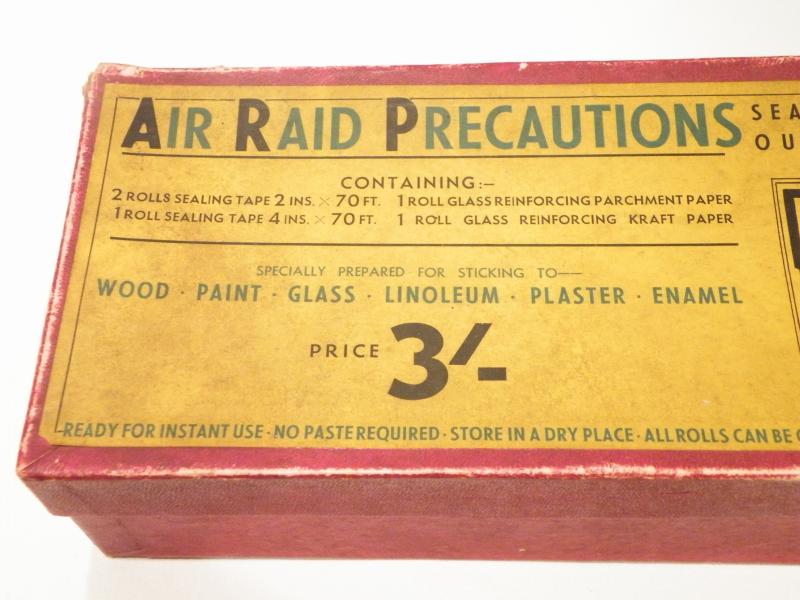 AIR RAID PRECAUTIONS
CONTAINING:–
2 ROLLS SEALING TAPE 2 INS. × 70 FT. 1 ROLL GLASS REINFORCING PARCHMENT PAPER
1 ROLL SEALING TAPE 4 INS. × 70 FT. 1 ROLL GLASS REINFORCING KRAFT PAPER
SPECIALLY PREPARED FOR STICKING TO——
WOOD · PAINT · GLASS · LINOLEUM · PLASTER · ENAMEL
PRICE 3/-
READY FOR INSTANT USE · NO PASTE REQUIRED · STORE IN A DRY PLACE · ALL ROLLS CAN BE
SEA
OU